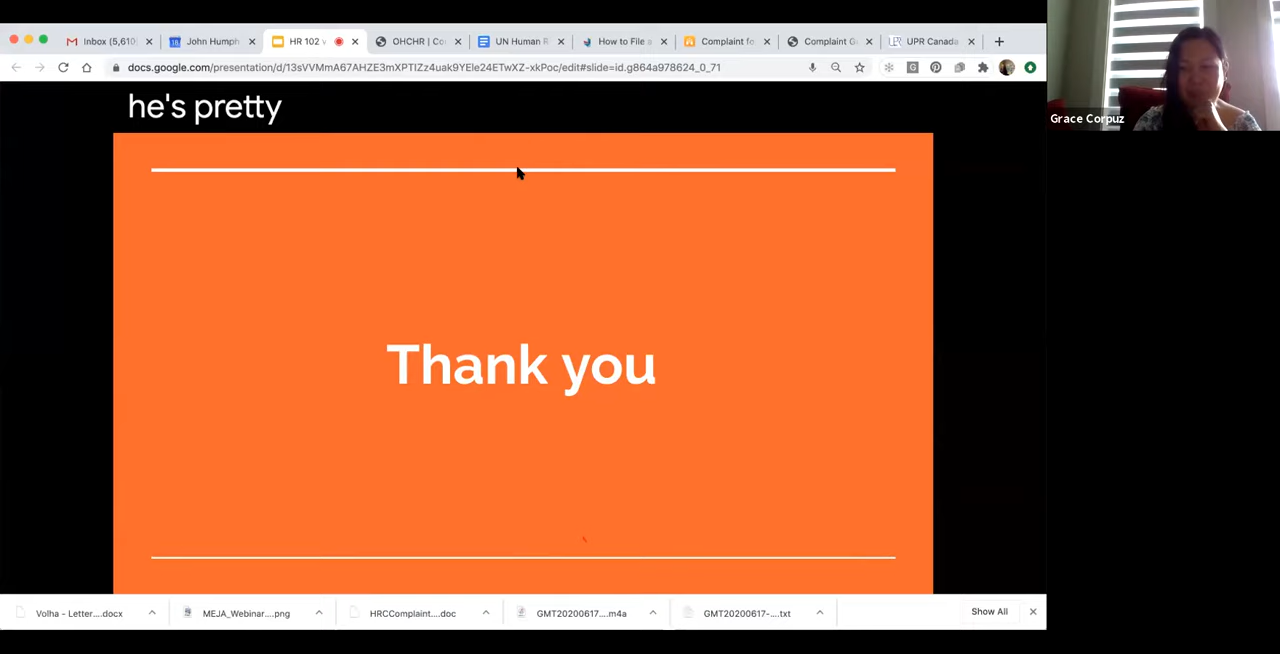 Inbox (5,610
John Humph
HR 102 v
OHCHR | Co
UN Human R
How to File a
Complaint fo
Complaint G
UPR Canada
docs.google.com/presentation/d/13sVVMmA67AHZE3mXPTIZz4uak9YEle24ETwXZ-xkPoc/edit#slide=id.g864a978624_0_71
he's pretty
Grace Corpuz
Thank you
Volha - Letter....docx
MEJA_Webinar....png
HRCComplaint....doc
GMT20200617....m4a
GMT20200617-....txt
Show All